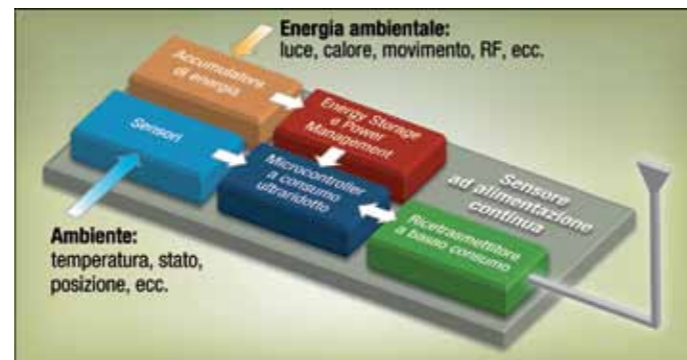 Energia ambientale:
luce, calore, movimento, RF, ecc.
Accumulatore
di energia
Energy Storage
e Power
Management
Sensori
Microcontroller
a consumo
ultraridotto
Sensore
ad alimentazione
continua
Ricetrasmettitore
a basso consumo
Ambiente:
temperatura, stato,
posizione, ecc.